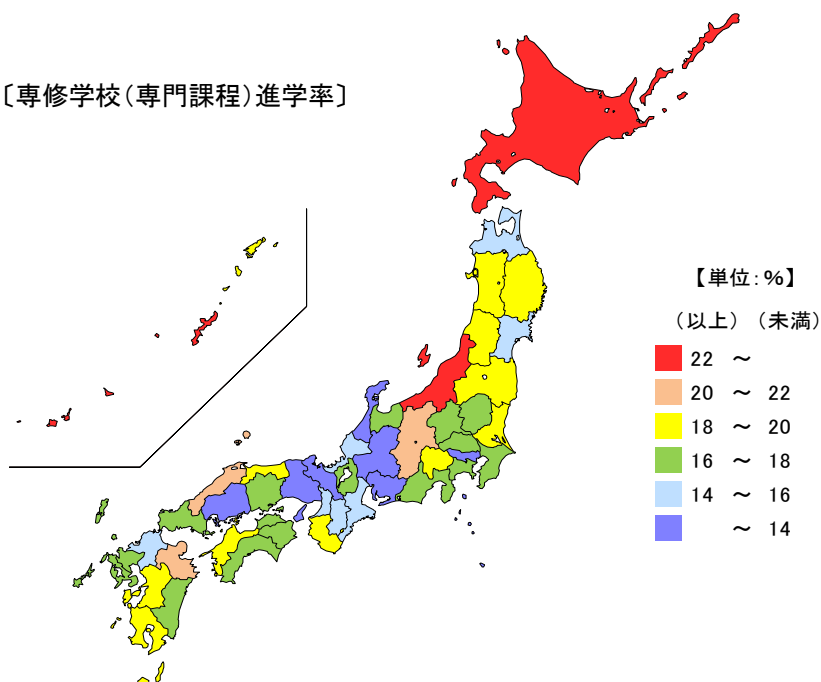 〔専修学校(専門課程)進学率〕
【単位:%】
(以上) (未満)
22 ~
20 ~ 22
18 ~ 20
16 ~ 18
14 ~ 16
~ 14